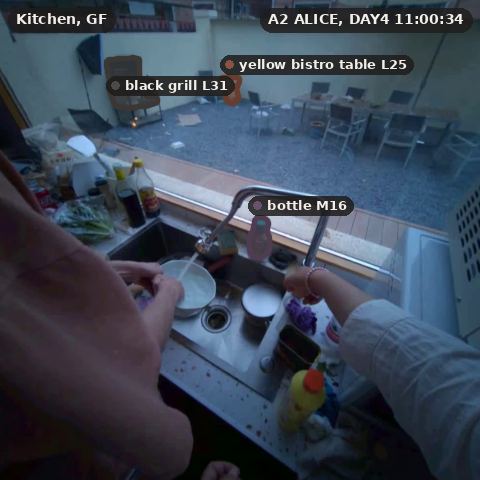 Kitchen, GF
A2 ALICE, DAY4 11:00:34
yellow bistro table L25
black grill L31
bottle M16